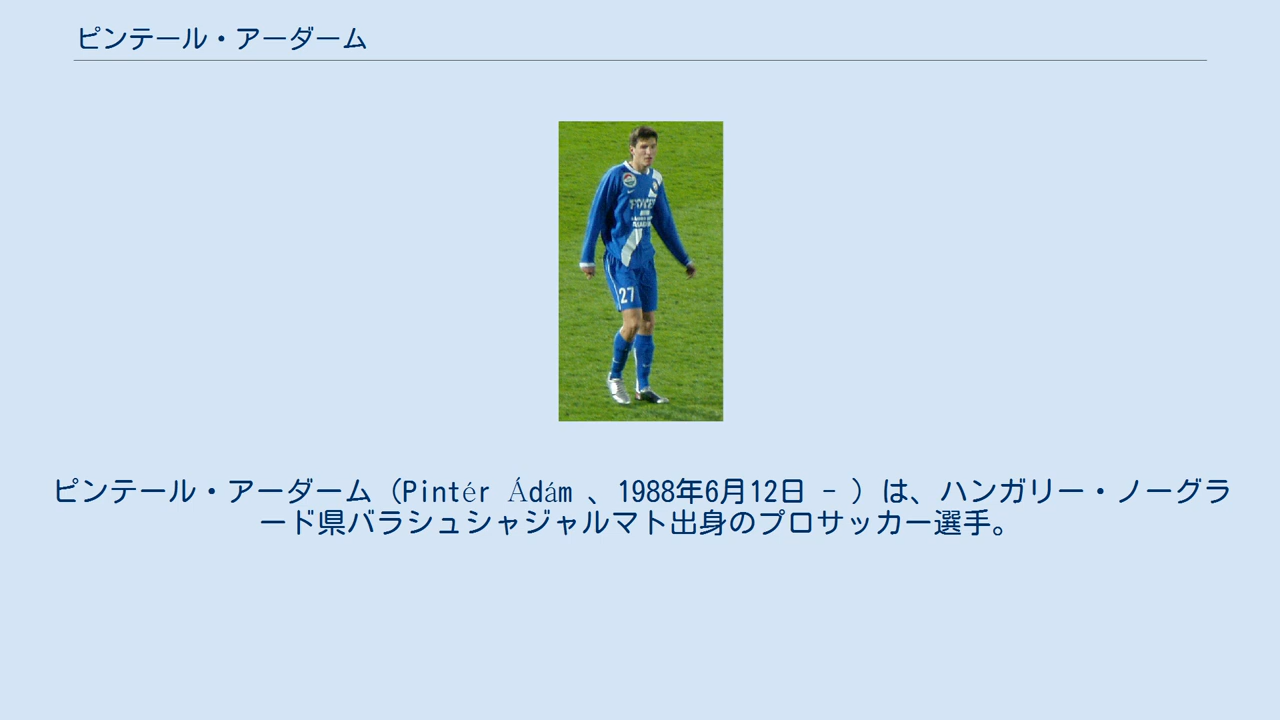 ピンテール・アーダーム
27
ピンテール・アーダーム（Pintér Ádám 、1988年6月12日 - ）は、ハンガリー・ノーグラ
ード県バラシュシャジャルマト出身のプロサッカー選手。